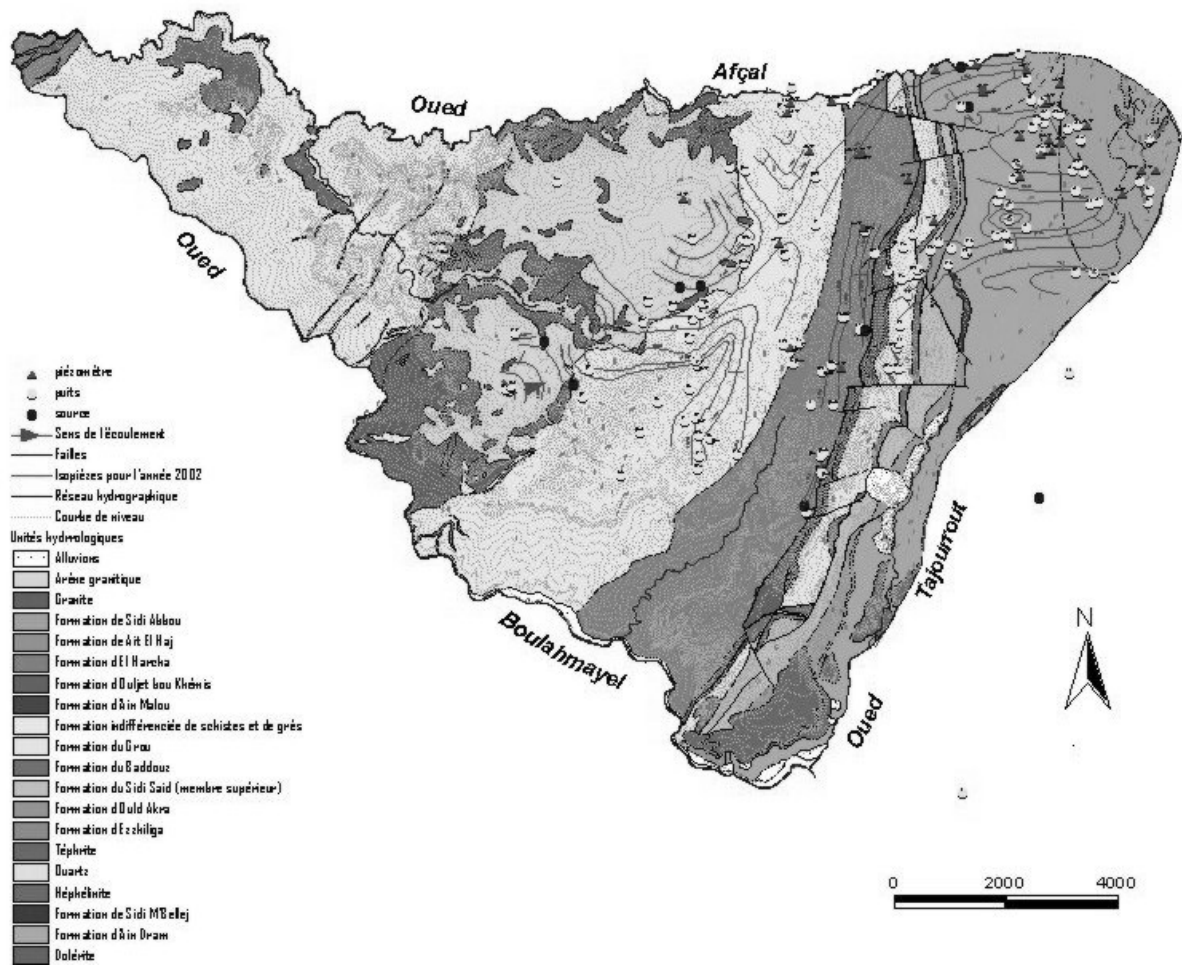 Afçal
Oued
Oued
piézomètre
puits
source
Sens de l'écoulement
Failles
Isopièzes pour l'année 2002
Réseau hydrographique
Courbe de niveau
Unités hydrologiques
Alluvions
Arène granitique
Granite
Formation de Sidi Abbou
Formation de Ait El Haj
Formation d'El Harcha
Formation d'Ouljet bou Khémis
Formation d'Ain Malou
Formation indifférenciée de schistes et de grès
Formation du Grou
Formation du Baddouz
Formation du Sidi Said (membre supérieur)
Formation d'Ould Akra
Formation d'Ezzhiliga
Téphrite
Quartz
Néphélinite
Formation de Sidi M'Bellej
Formation d'Ain Dram
Dolérite
Boulahmayel
Tajourrout
Oued
N
0 2000 4000